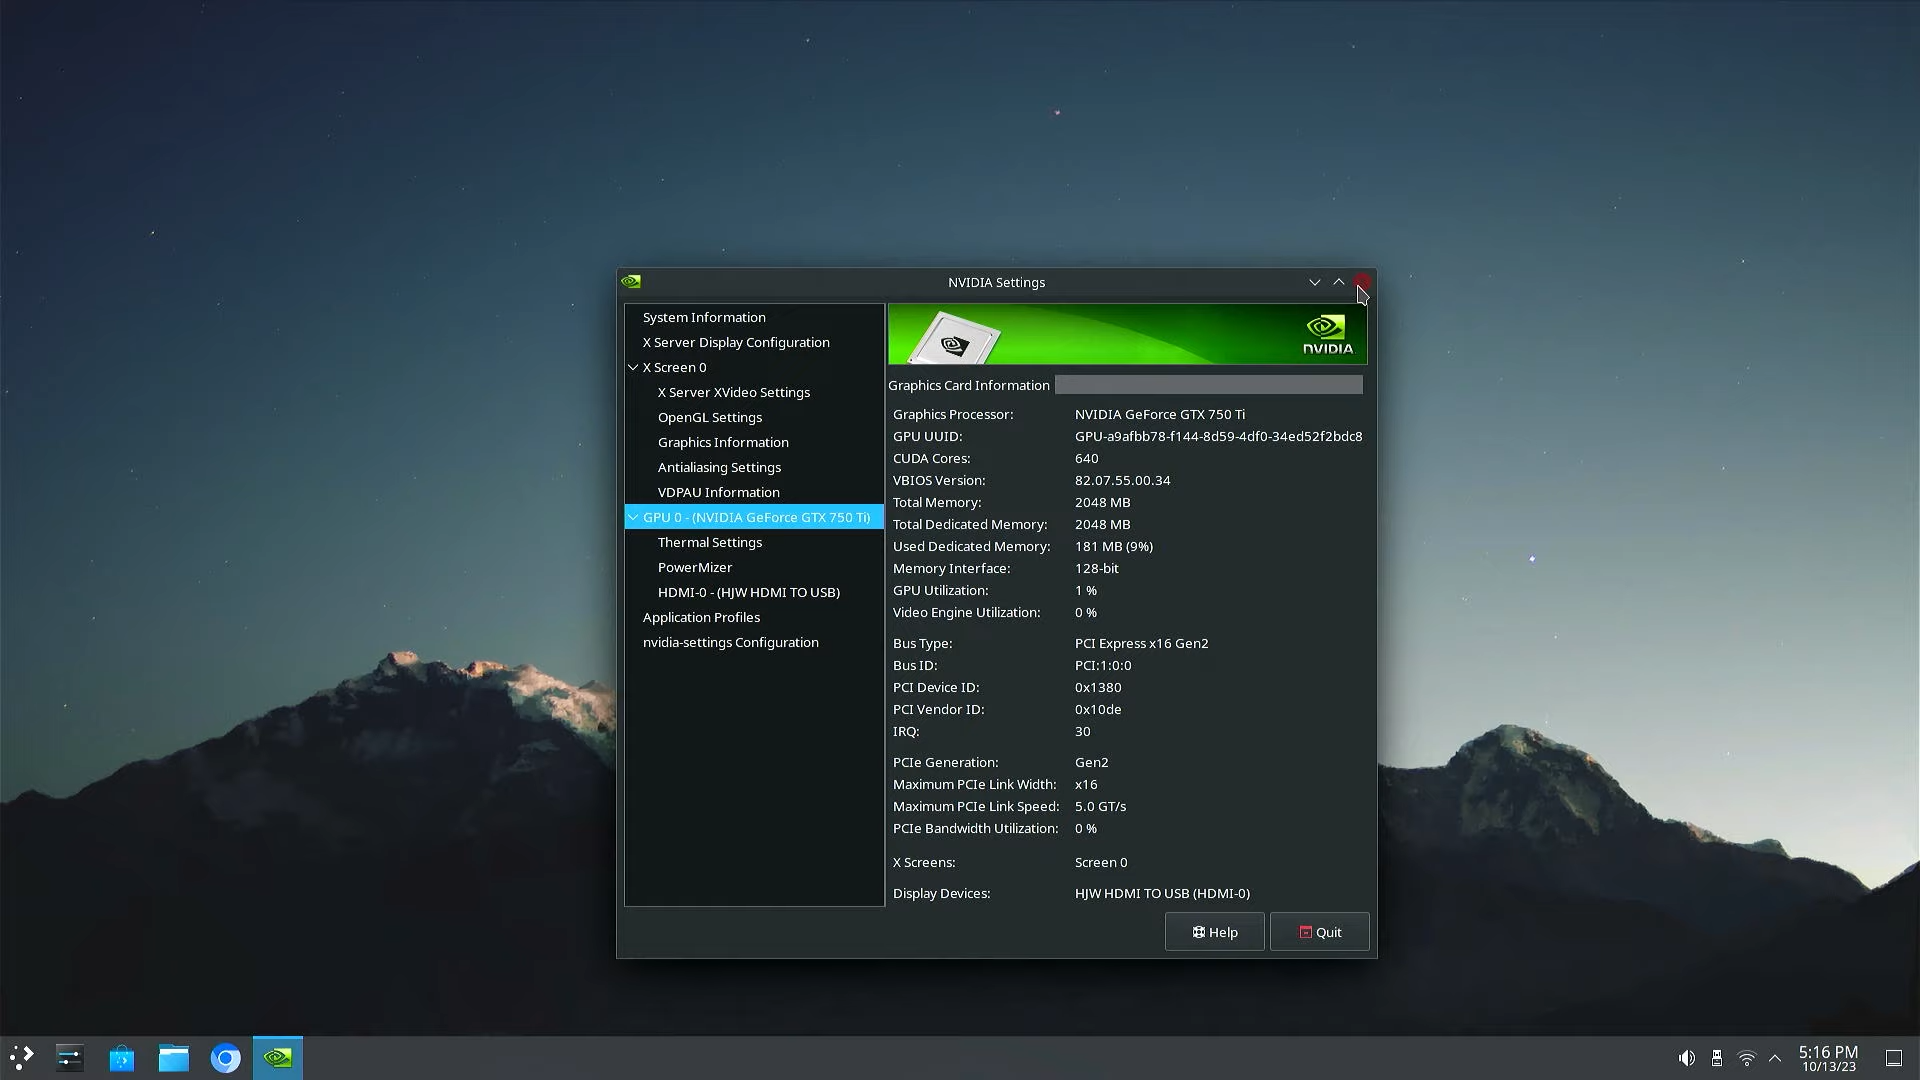 NVIDIA Settings
System Information
X Server Display Configuration
X Screen 0
X Server XVideo Settings
OpenGL Settings
Graphics Information
Antialiasing Settings
VDPAU Information
GPU 0 - (NVIDIA GeForce GTX 750 Ti)
Thermal Settings
PowerMizer
HDMI-0 - (HJW HDMI TO USB)
Application Profiles
nvidia-settings Configuration
NVIDIA
Graphics Card Information
Graphics Processor: NVIDIA GeForce GTX 750 Ti
GPU UUID: GPU-a9afbb78-f144-8d59-4df0-34ed52f2bdc8
CUDA Cores: 640
VBIOS Version: 82.07.55.00.34
Total Memory: 2048 MB
Total Dedicated Memory: 2048 MB
Used Dedicated Memory: 181 MB (9%)
Memory Interface: 128-bit
GPU Utilization: 1 %
Video Engine Utilization: 0 %
Bus Type: PCI Express x16 Gen2
Bus ID: PCI:1:0:0
PCI Device ID: 0x1380
PCI Vendor ID: 0x10de
IRQ: 30
PCIe Generation: Gen2
Maximum PCIe Link Width: x16
Maximum PCIe Link Speed: 5.0 GT/s
PCIe Bandwidth Utilization: 0 %
X Screens: Screen 0
Display Devices: HJW HDMI TO USB (HDMI-0)
Help Quit
5:16 PM
10/13/23